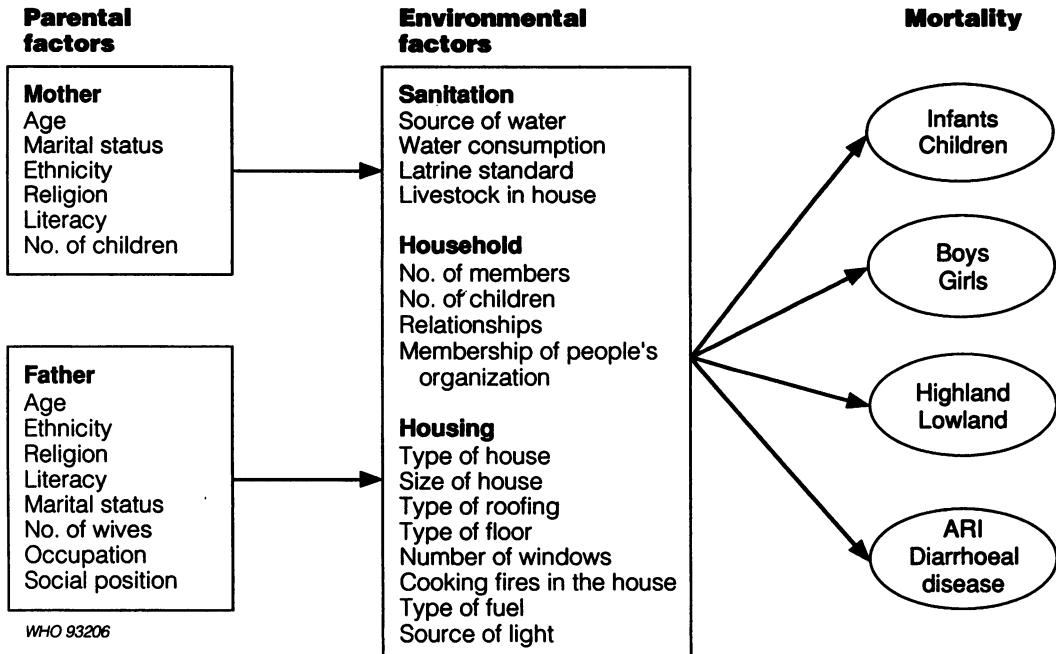 Parental
factors
Mother
Age
Marital status
Ethnicity
Religion
Literacy
No. of children
Father
Age
Ethnicity
Religion
Literacy
Marital status
No. of wives
Occupation
Social position
WHO 93206
Environmental
factors
Sanitation
Source of water
Water consumption
Latrine standard
Livestock in house
Household
No. of members
No. of children
Relationships
Membership of people's
organization
Housing
Type of house
Size of house
Type of roofing
Type of floor
Number of windows
Cooking fires in the house
Type of fuel
Source of light
Mortality
Infants
Children
Boys
Girls
Highland
Lowland
ARI
Diarrhoeal
disease